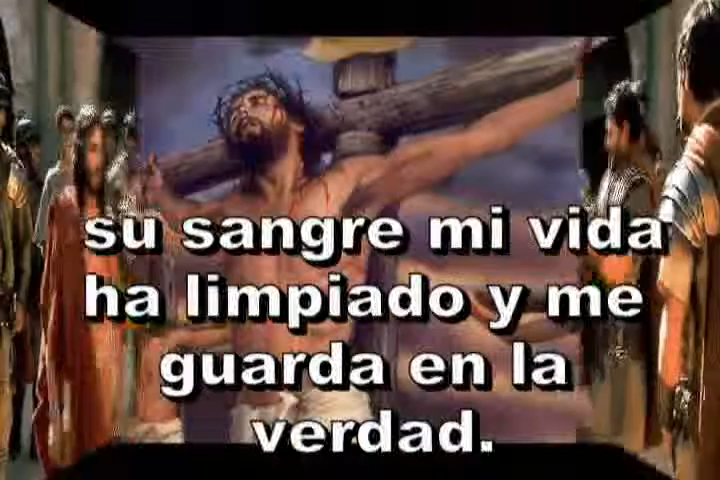 su sangre mi vida
ha limpiado y me
guarda en la
verdad.